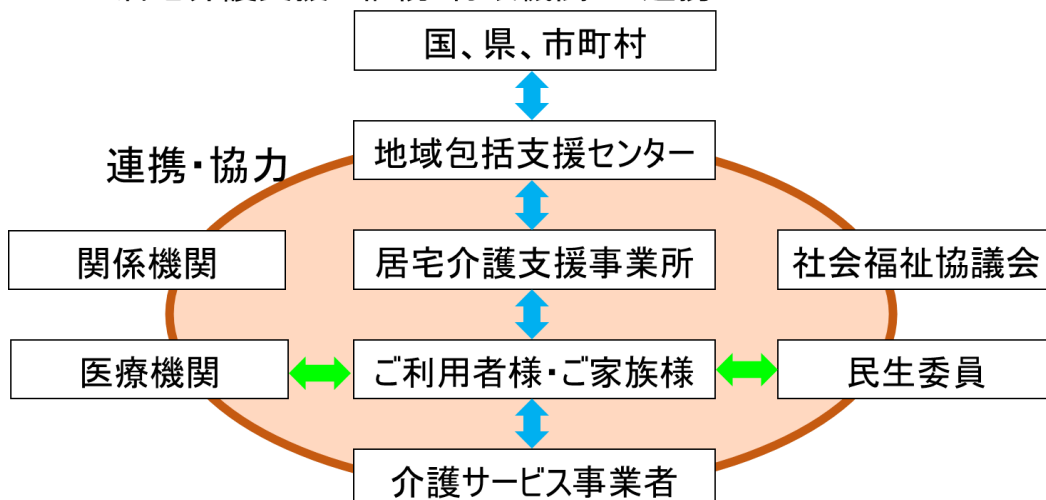 国、県、市町村
地域包括支援センター
連携・協力
関係機関
居宅介護支援事業所
社会福祉協議会
医療機関
ご利用者様・ご家族様
民生委員
介護サービス事業者